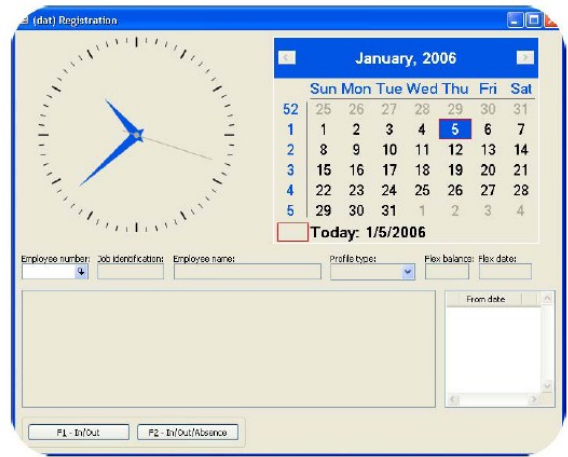 (dat) Registration
January, 2006
Sun Mon Tue Wed Thu Fri Sat
52 25 26 27 28 29 30 31
1 1 2 3 4 5 6 7
2 8 9 10 11 12 13 14
3 15 16 17 18 19 20 21
4 22 23 24 25 26 27 28
5 29 30 31 1 2 3 4
Today: 1/5/2006
Employee number: Job identification: Employee name: Profile type: Flex balance: Flex date:
From date
F1 - In/Out F2 - In/Out/Absence